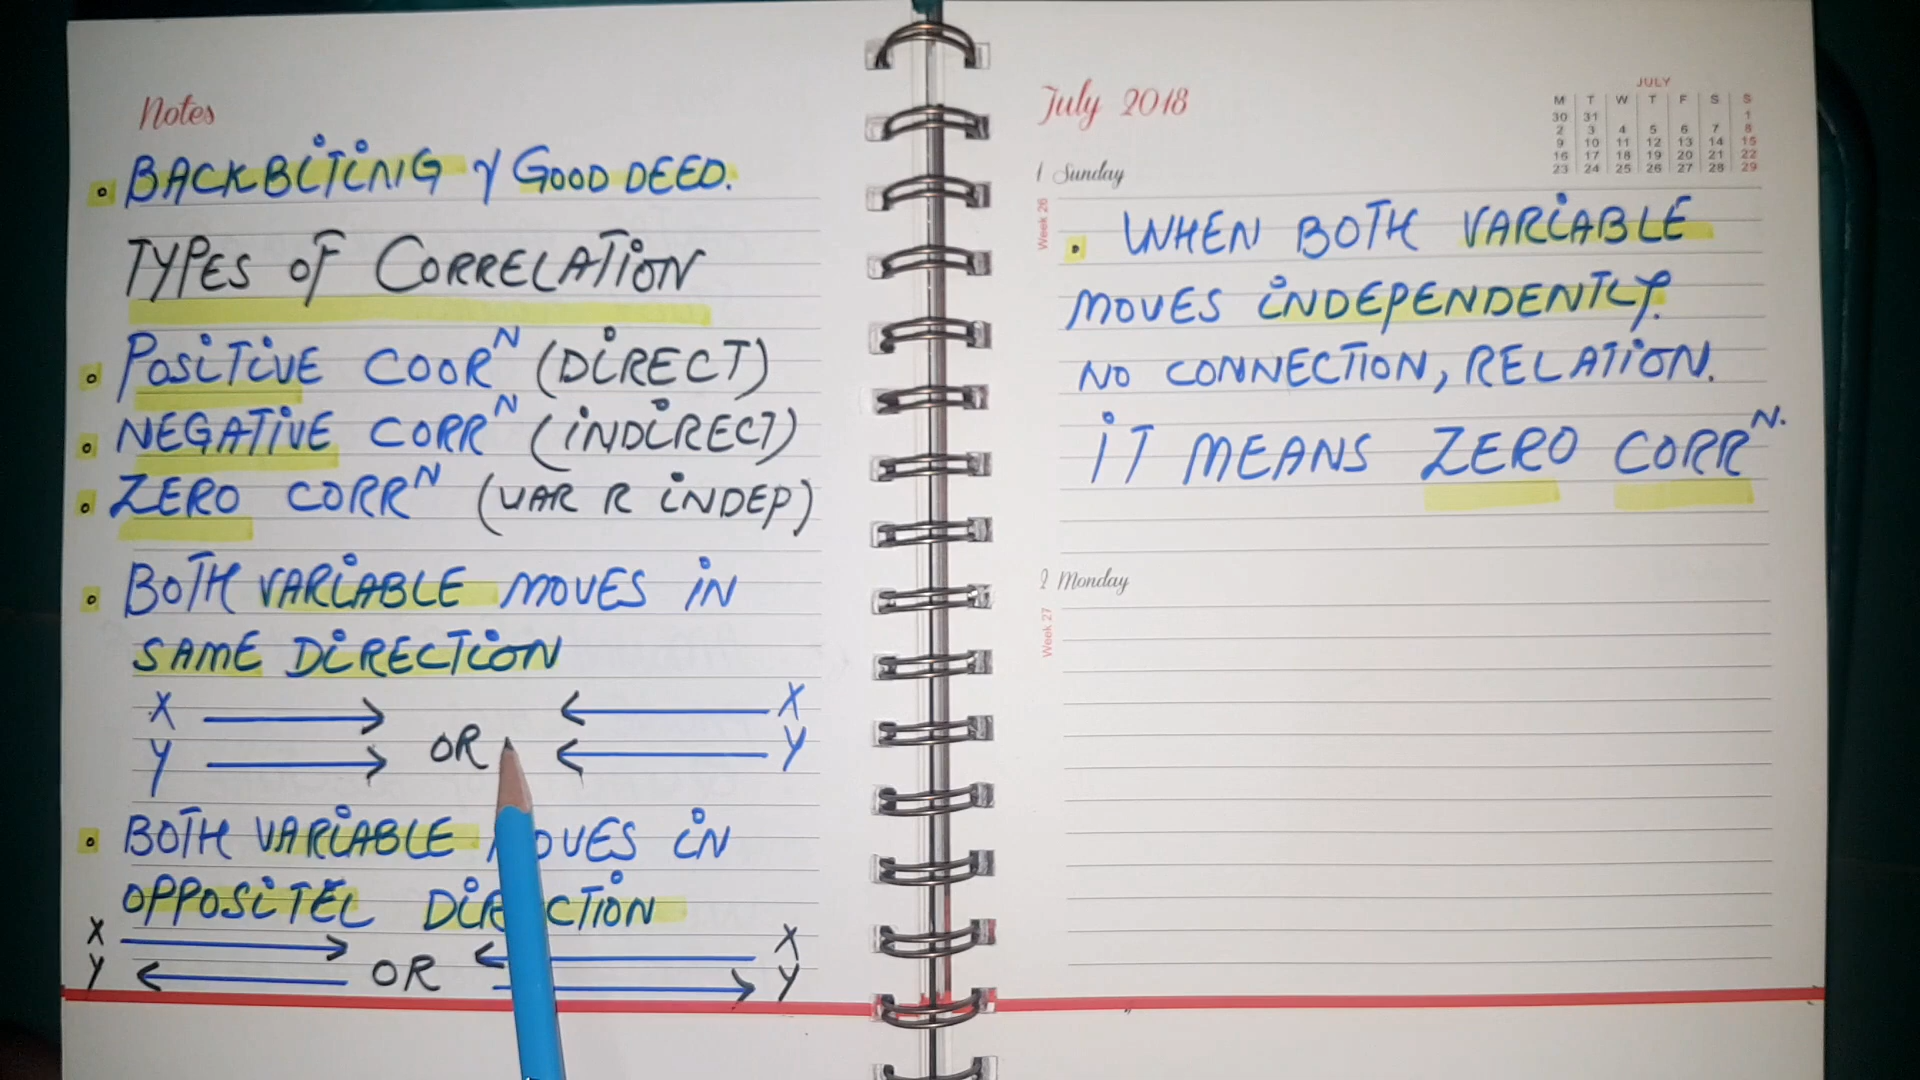 Notes
• BACKBITING & GOOD DEED.
TYPES OF CORRELATION
• POSITIVE COORᴺ (DIRECT)
• NEGATIVE CORRᴺ (INDIRECT)
• ZERO CORRᴺ (VAR R INDEP)
• BOTH VARIABLE MOVES IN
SAME DIRECTION
X → ← X
Y → OR ← Y
• BOTH VARIABLE MOVES IN
OPPOSITEL DIRECTION
X → ← X
Y ← OR → Y
July 2018
JULY
M T W T F S S
30 31 1
2 3 4 5 6 7 8
9 10 11 12 13 14 15
16 17 18 19 20 21 22
23 24 25 26 27 28 29
1 Sunday
Week 26
• WHEN BOTH VARIABLE
MOVES INDEPENDENTLY.
NO CONNECTION, RELATION.
IT MEANS ZERO CORRᴺ.
2 Monday
Week 27